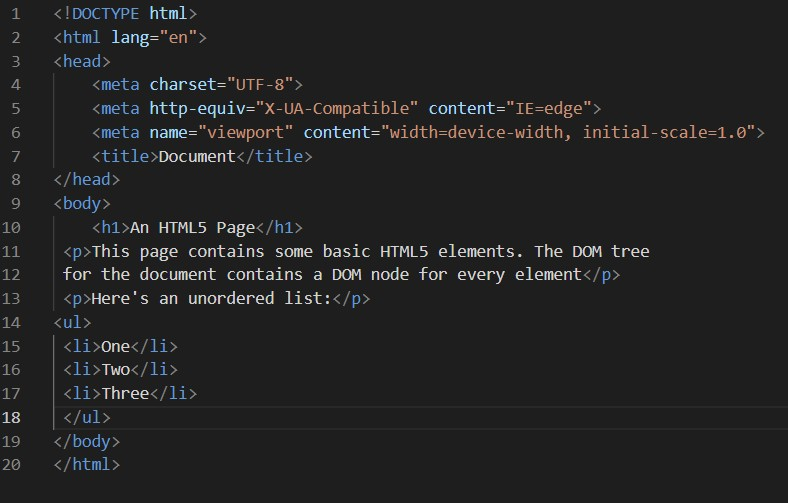 1 <!DOCTYPE html>
2 <html lang="en">
3 <head>
4     <meta charset="UTF-8">
5     <meta http-equiv="X-UA-Compatible" content="IE=edge">
6     <meta name="viewport" content="width=device-width, initial-scale=1.0">
7     <title>Document</title>
8 </head>
9 <body>
10     <h1>An HTML5 Page</h1>
11  <p>This page contains some basic HTML5 elements. The DOM tree
12  for the document contains a DOM node for every element</p>
13  <p>Here's an unordered list:</p>
14 <ul>
15  <li>One</li>
16  <li>Two</li>
17  <li>Three</li>
18  </ul>
19 </body>
20 </html>